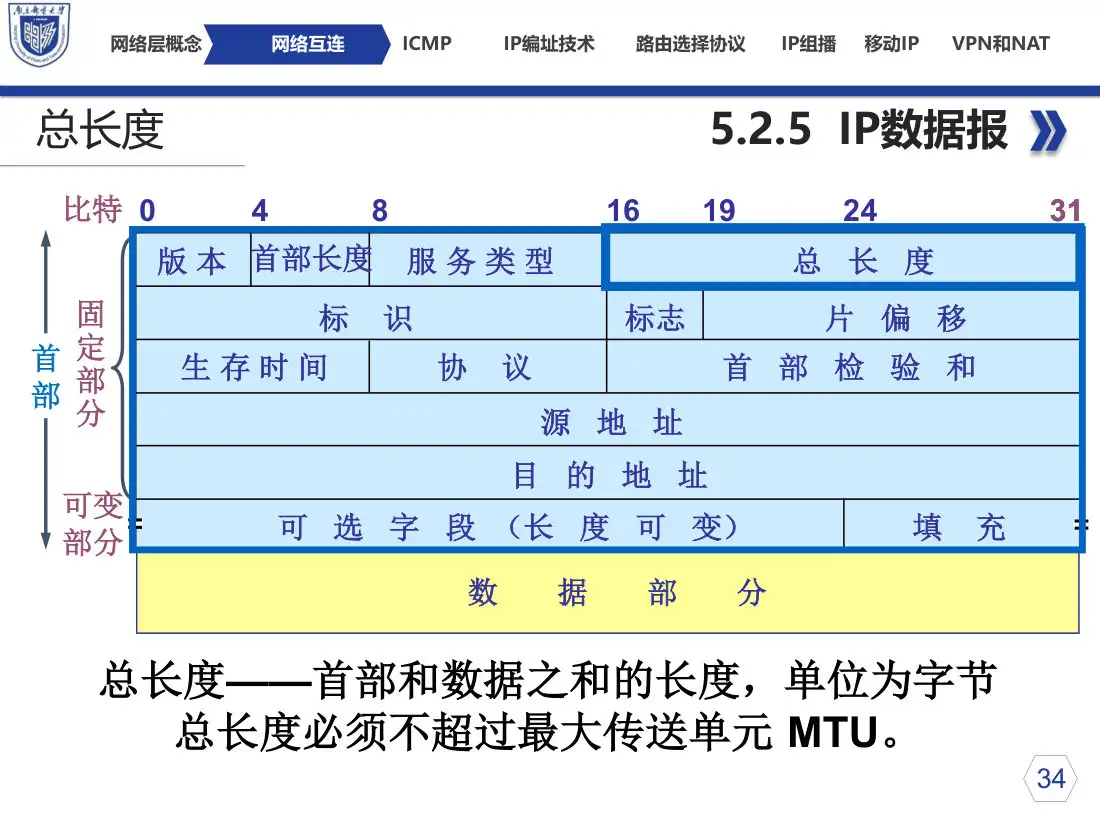 网络层概念 网络互连 ICMP IP编址技术 路由选择协议 IP组播 移动IP VPN和NAT
总长度
5.2.5 IP数据报
比特 0 4 8 16 19 24 31
版本 首部长度 服务类型 总长度
标识 标志 片偏移
生存时间 协议 首部检验和
源地址
目的地址
可选字段（长度可变） 填充
数据部分
首部
固定部分
可变部分
总长度——首部和数据之和的长度，单位为字节
总长度必须不超过最大传送单元 MTU。
34